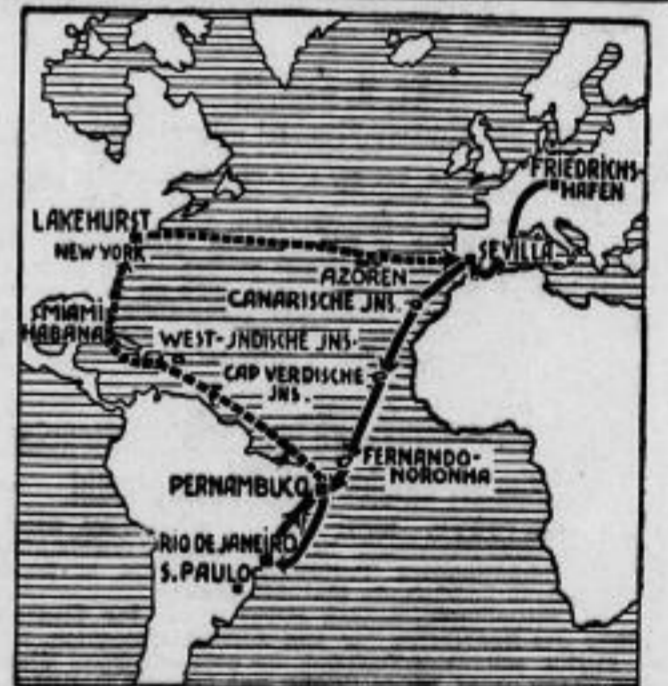 FRIEDRICHS-
HAFEN
LAKEHURST
NEW YORK
SEVILLA
AZOREN
CANARISCHE JNS.
MIAMI
HABANA
WEST-JNDISCHE JNS.
CAP VERDISCHE
JNS.
FERNANDO-
NORONHA
PERNAMBUKO
RIO DE JANEIRO
S. PAULO